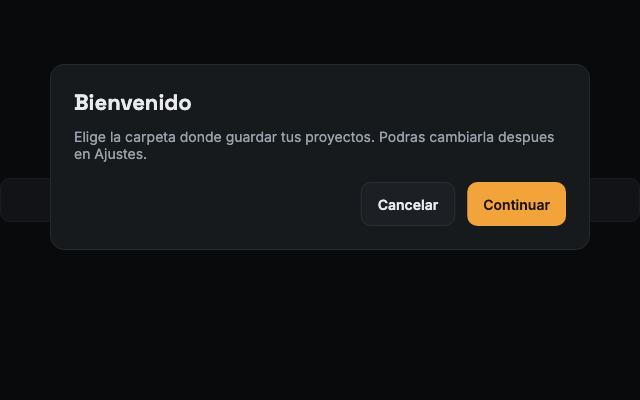 Bienvenido
Elige la carpeta donde guardar tus proyectos. Podras cambiarla despues
en Ajustes.
Cancelar
Continuar